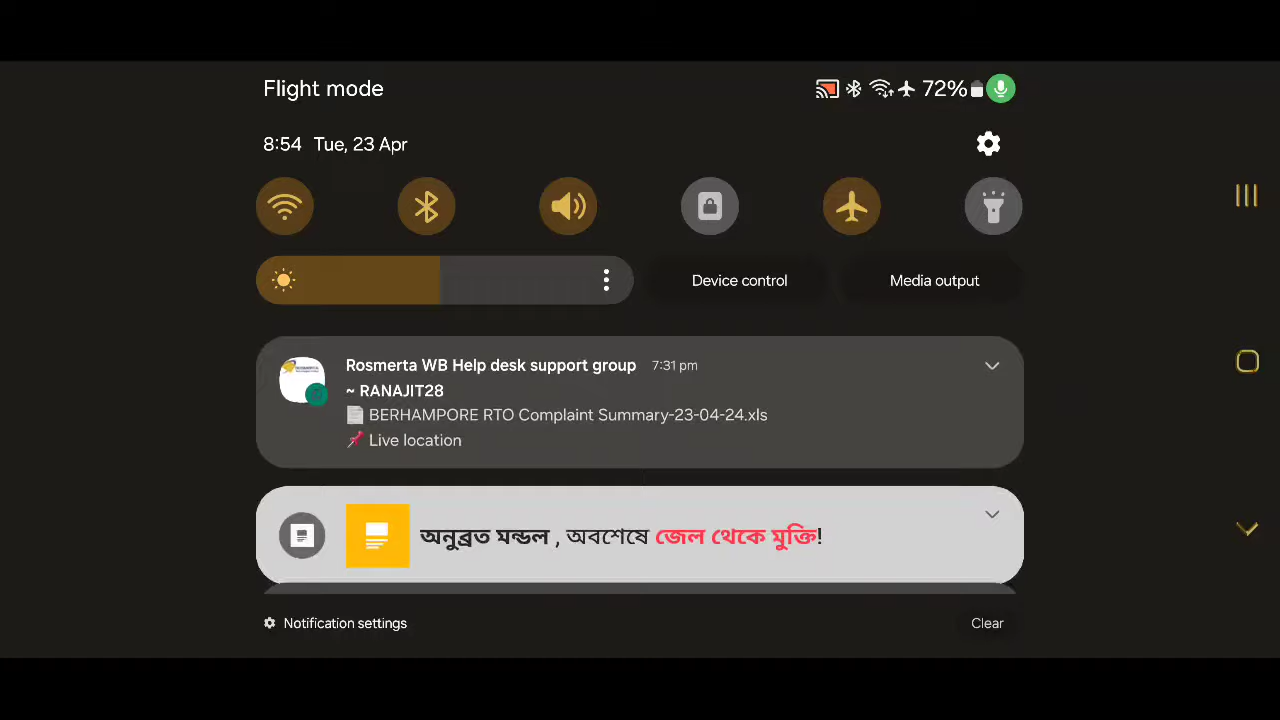 Flight mode
72%
8:54 Tue, 23 Apr
Device control
Media output
Rosmerta WB Help desk support group 7:31 pm
~ RANAJIT28
BERHAMPORE RTO Complaint Summary-23-04-24.xls
Live location
অনুব্রত মন্ডল , অবশেষে জেল থেকে মুক্তি!
Notification settings
Clear